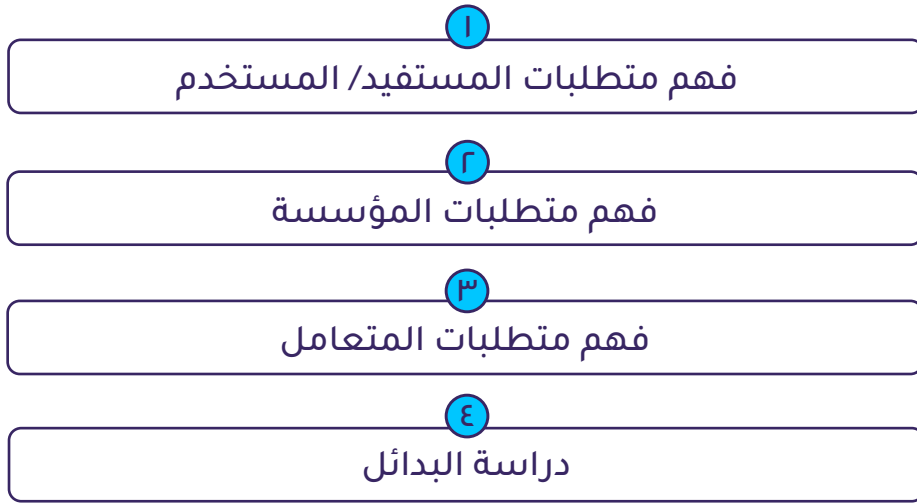 ١
فهم متطلبات المستفيد/ المستخدم
٢
فهم متطلبات المؤسسة
٣
فهم متطلبات المتعامل
٤
دراسة البدائل